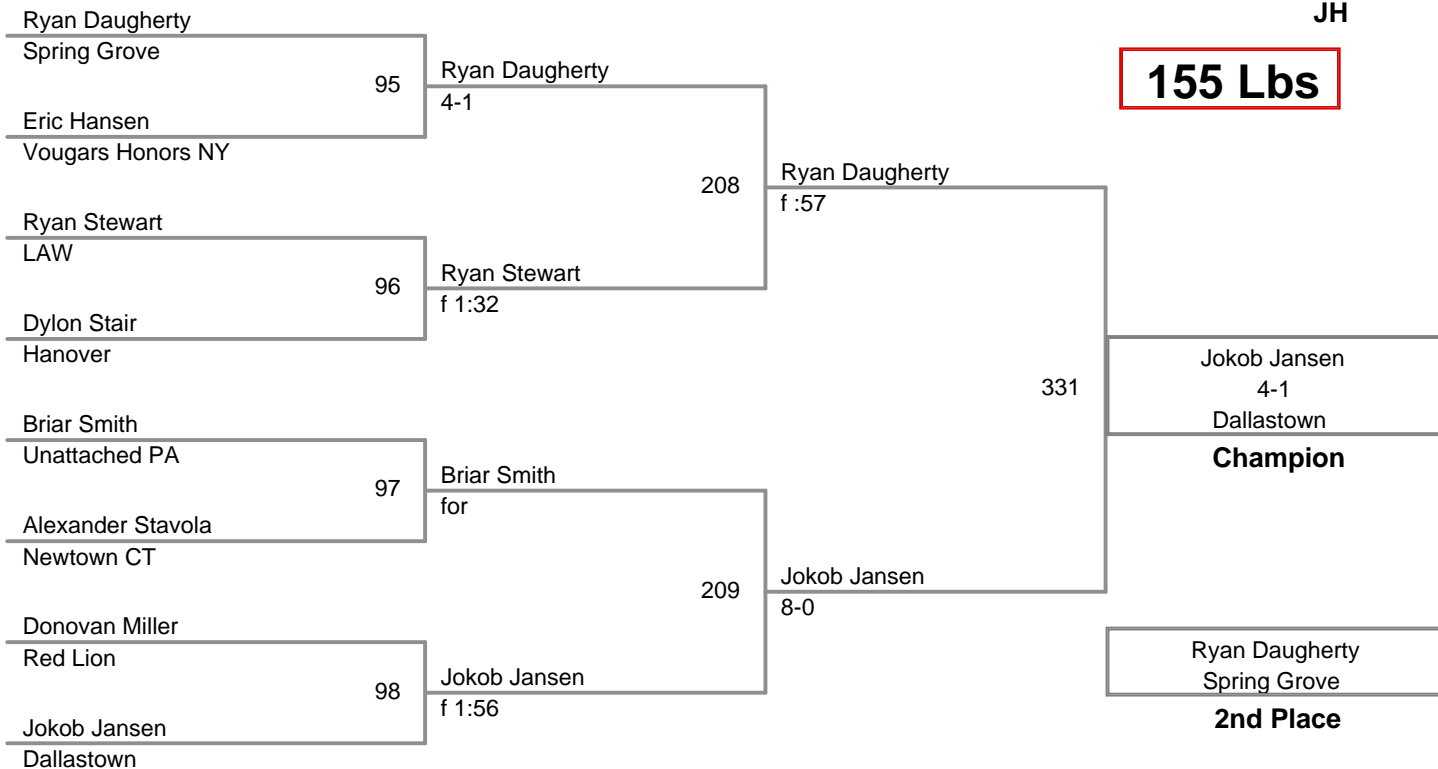 JH
155 Lbs
Ryan Daugherty
Spring Grove
95
Eric Hansen
Vougars Honors NY
Ryan Daugherty
4-1
Ryan Stewart
LAW
96
Dylon Stair
Hanover
Ryan Stewart
f 1:32
208
Ryan Daugherty
f :57
Briar Smith
Unattached PA
97
Alexander Stavola
Newtown CT
Briar Smith
for
Donovan Miller
Red Lion
98
Jokob Jansen
Dallastown
Jokob Jansen
f 1:56
209
Jokob Jansen
8-0
331
Jokob Jansen
4-1
Dallastown
Champion
Ryan Daugherty
Spring Grove
2nd Place